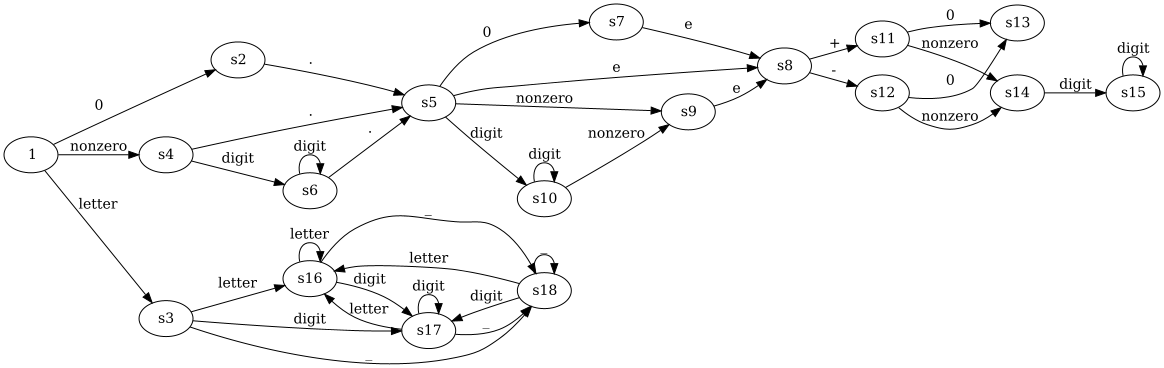 s7
s13
0
0
+
s11
e
nonzero
s2
.
e
s8
-
0
digit
0
s12
s14
digit
s15
s5
nonzero
e
nonzero
s9
.
.
digit
nonzero
1
nonzero
s4
digit
digit
digit
s6
s10
letter
_
letter
letter
_
letter
s16
digit
digit
digit
s18
s3
digit
letter
s17
_
_